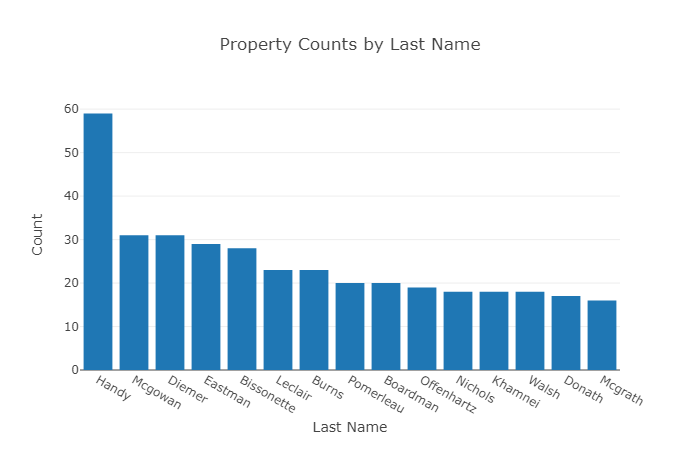 Property Counts by Last Name
60
50
40
30
20
10
0
Count
Handy
Mcgowan
Diemer
Eastman
Bissonette
Leclair
Burns
Pomerleau
Boardman
Offenhartz
Nichols
Khamnei
Walsh
Donath
Mcgrath
Last Name